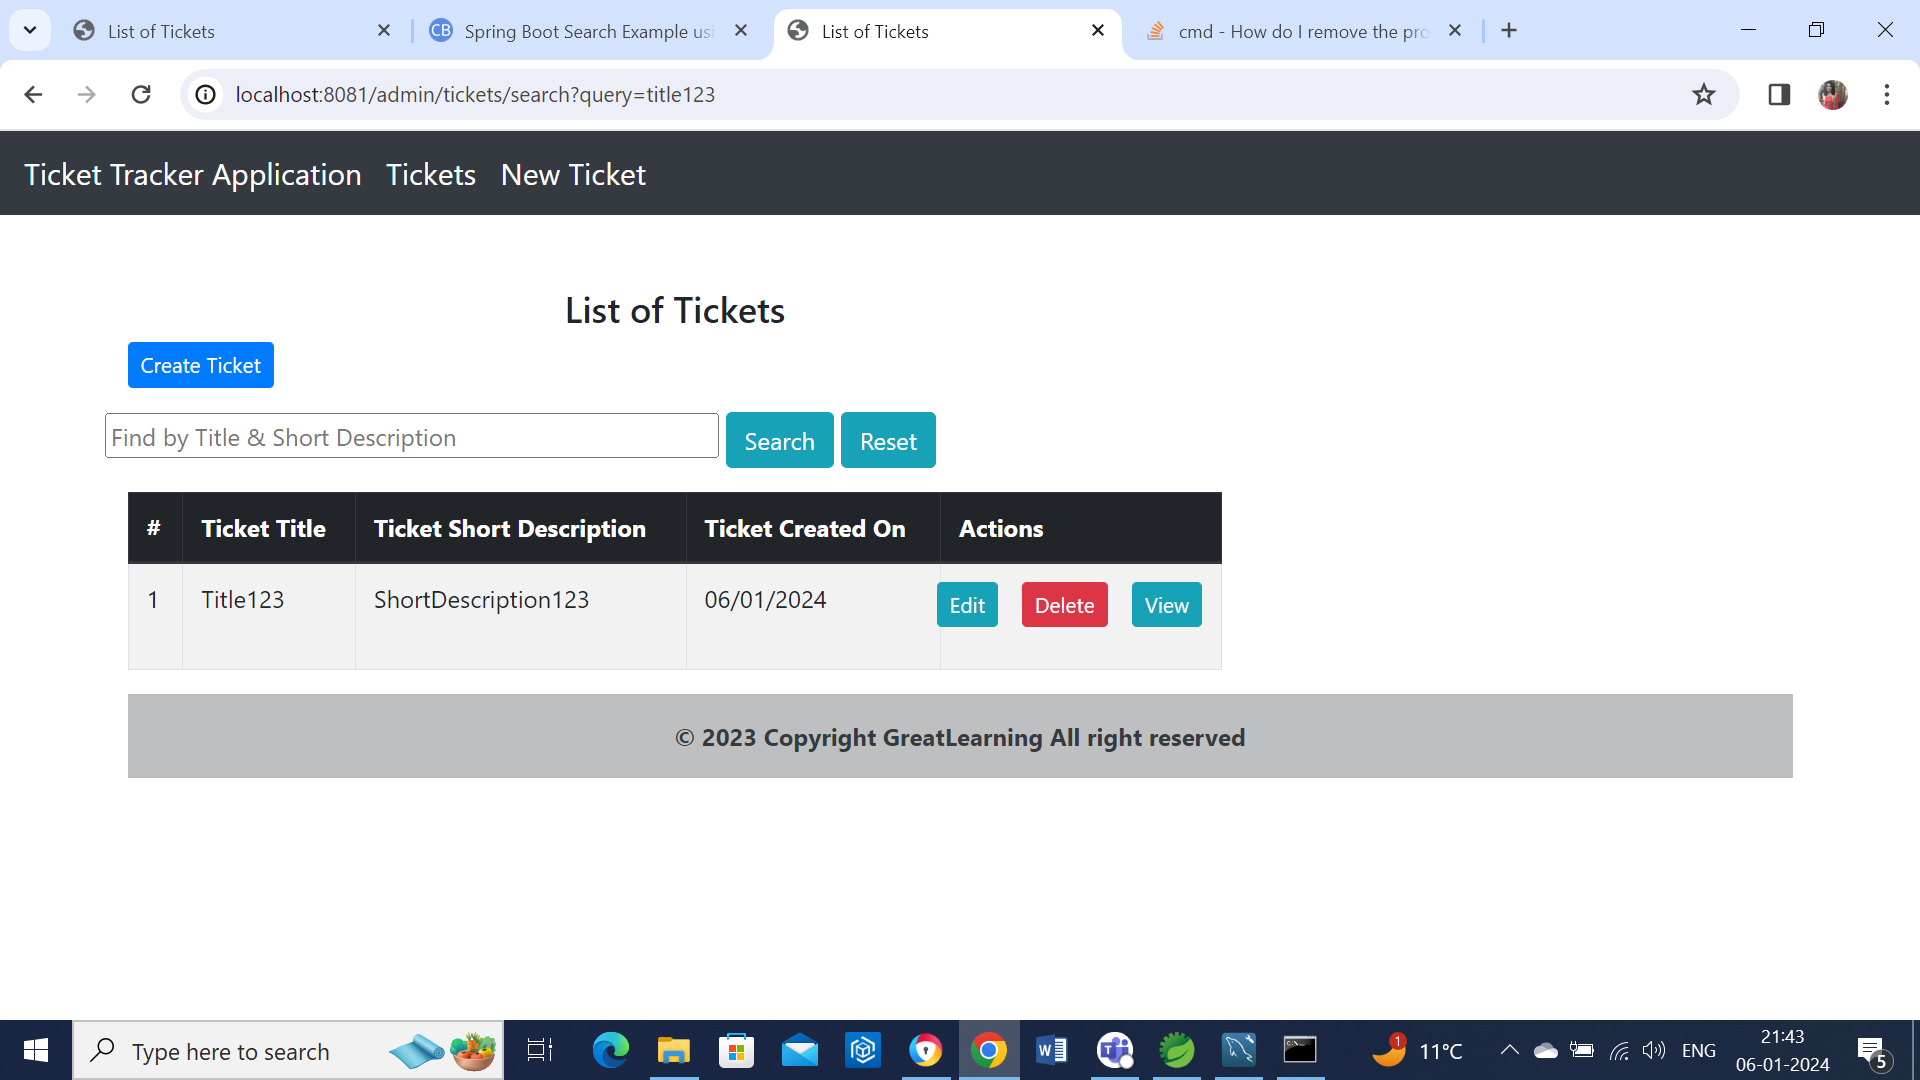 List of Tickets
CB
Spring Boot Search Example usi
List of Tickets
cmd - How do I remove the pro
localhost:8081/admin/tickets/search?query=title123
Ticket Tracker Application Tickets New Ticket
List of Tickets
Create Ticket
Find by Title & Short Description
Search
Reset
# Ticket Title Ticket Short Description Ticket Created On Actions
1 Title123 ShortDescription123 06/01/2024 Edit Delete View
© 2023 Copyright GreatLearning All right reserved
Type here to search
1
11°C
ENG
21:43
06-01-2024
5